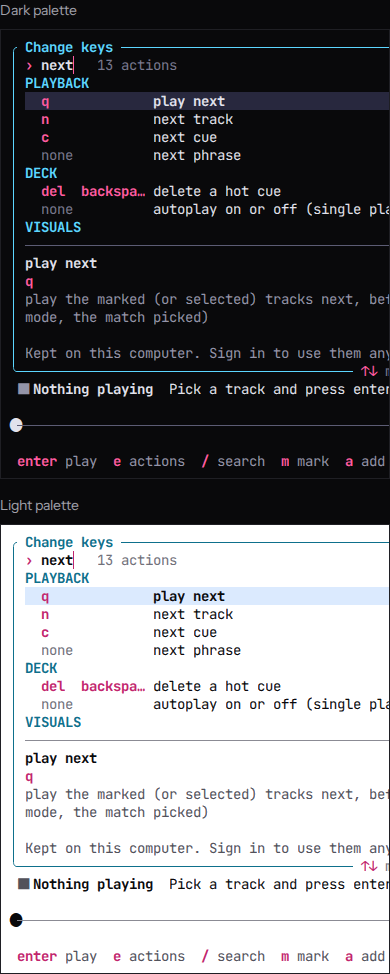 Dark palette
Change keys
› next 13 actions
PLAYBACK
q play next
n next track
c next cue
none next phrase
DECK
del backspa… delete a hot cue
none autoplay on or off (single pla
VISUALS
play next
q
play the marked (or selected) tracks next, bef
mode, the match picked)
Kept on this computer. Sign in to use them any
↑↓ m
Nothing playing Pick a track and press enter
enter play e actions / search m mark a add
Light palette
Change keys
› next 13 actions
PLAYBACK
q play next
n next track
c next cue
none next phrase
DECK
del backspa… delete a hot cue
none autoplay on or off (single pla
VISUALS
play next
q
play the marked (or selected) tracks next, bef
mode, the match picked)
Kept on this computer. Sign in to use them any
↑↓ m
Nothing playing Pick a track and press enter
enter play e actions / search m mark a add